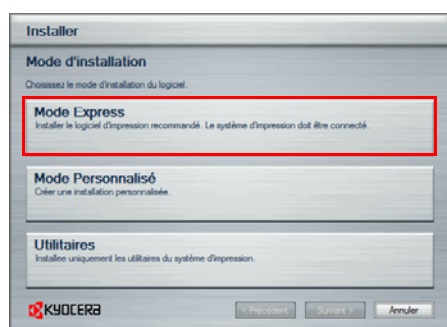 Installer
Mode d'installation
Choisissez le mode d'installation du logiciel.
Mode Express
Installer le logiciel d'impression recommandé. Le système d'impression doit être connecté.
Mode Personnalisé
Créer une installation personnalisée.
Utilitaires
Installee uniquement les utilitaires du système d'impression.
KYOCERA
< Précédent
Suivant >
Annuler